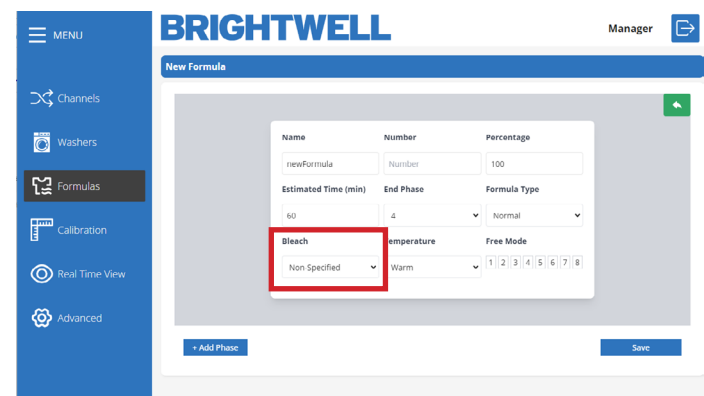 MENU
BRIGHTWELL
Manager
New Formula
Channels
Washers
Formulas
Calibration
Real Time View
Advanced
Name Number Percentage
newFormula Number 100
Estimated Time (min) End Phase Formula Type
60 4 Normal
Bleach Temperature Free Mode
Non Specified Warm 1 2 3 4 5 6 7 8
+ Add Phase Save